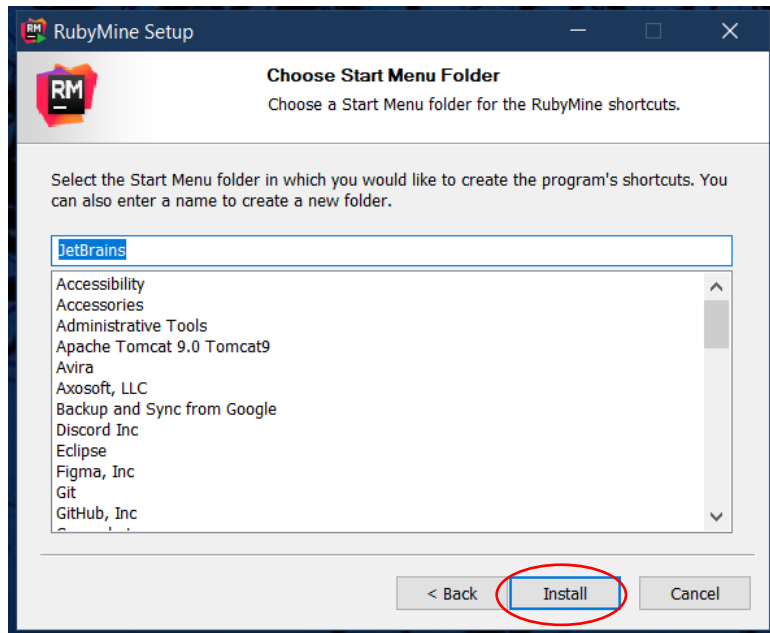 RubyMine Setup
RM
Choose Start Menu Folder
Choose a Start Menu folder for the RubyMine shortcuts.
Select the Start Menu folder in which you would like to create the program's shortcuts. You
can also enter a name to create a new folder.
JetBrains
Accessibility
Accessories
Administrative Tools
Apache Tomcat 9.0 Tomcat9
Avira
Axosoft, LLC
Backup and Sync from Google
Discord Inc
Eclipse
Figma, Inc
Git
GitHub, Inc
< Back
Install
Cancel